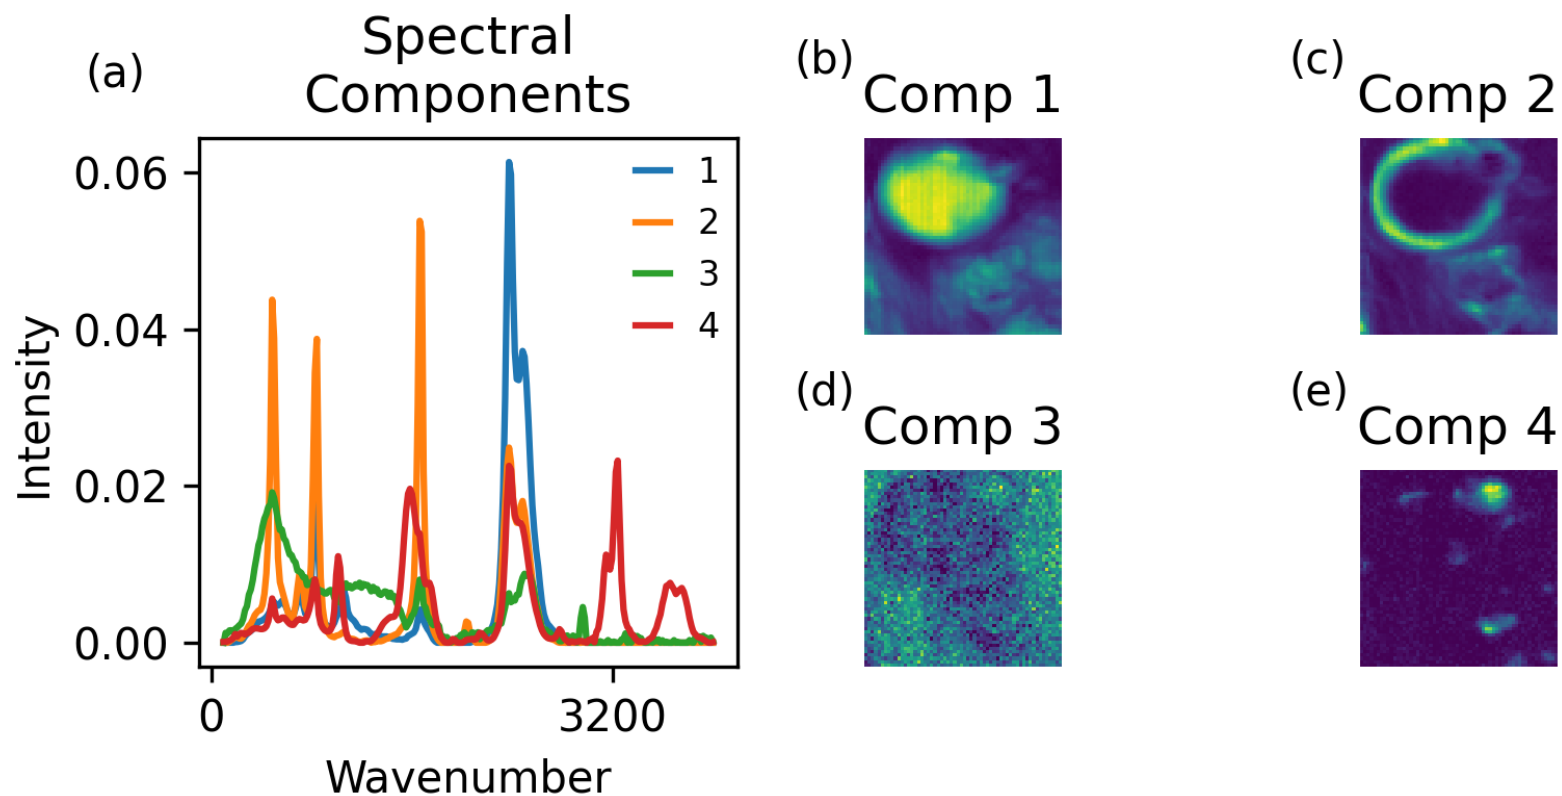 (a)
Spectral
Components
0.06
0.04
0.02
0.00
Intensity
0
3200
Wavenumber
1
2
3
4
(b)
Comp 1
(c)
Comp 2
(d)
Comp 3
(e)
Comp 4